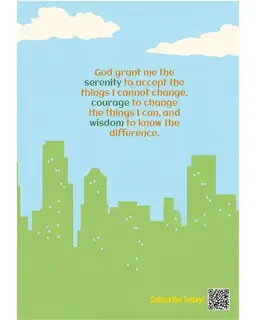 God grant me the
serenity to accept the
things I cannot change,
courage to change
the things I can, and
wisdom to know the
difference.
Subscribe Today!